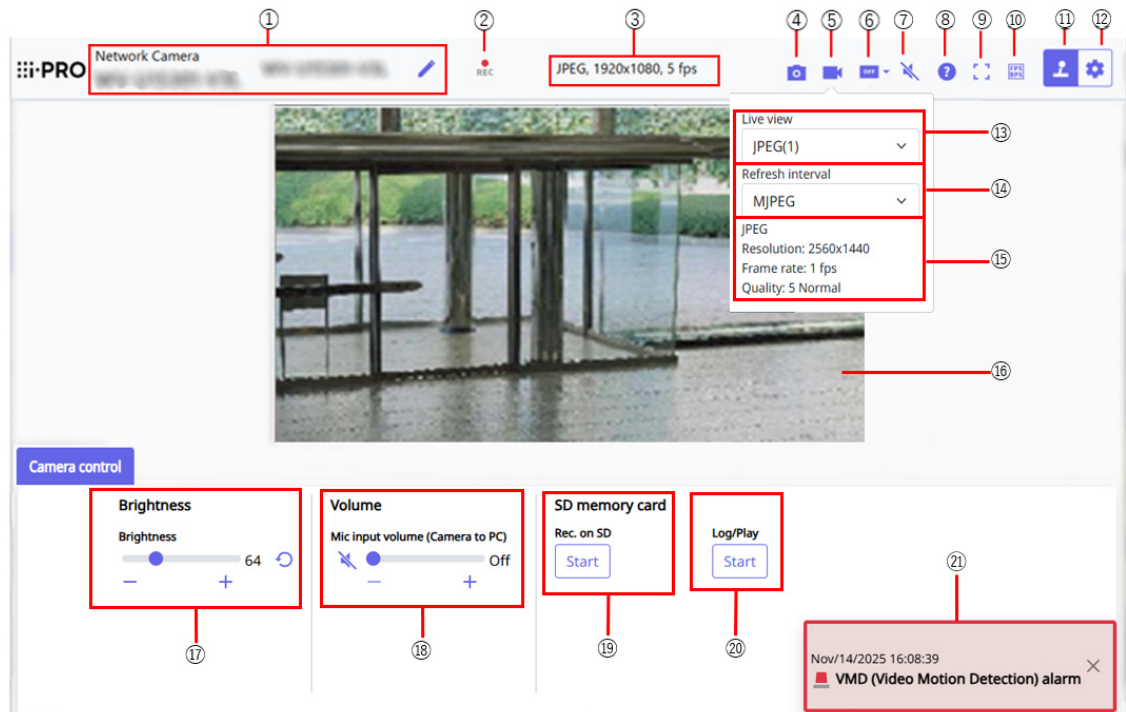 ① ② ③ ④ ⑤ ⑥ ⑦ ⑧ ⑨ ⑩ ⑪ ⑫
i-PRO
Network Camera
REC
JPEG, 1920x1080, 5 fps
OFF
FPS
BPS
Live view
JPEG(1)
⑬
Refresh interval
MJPEG
⑭
JPEG
Resolution: 2560x1440
Frame rate: 1 fps
Quality: 5 Normal
⑮
⑯
Camera control
Brightness
Brightness
64
⑰
Volume
Mic input volume (Camera to PC)
Off
⑱
SD memory card
Rec. on SD
Start
⑲
Log/Play
Start
⑳
㉑
Nov/14/2025 16:08:39
VMD (Video Motion Detection) alarm